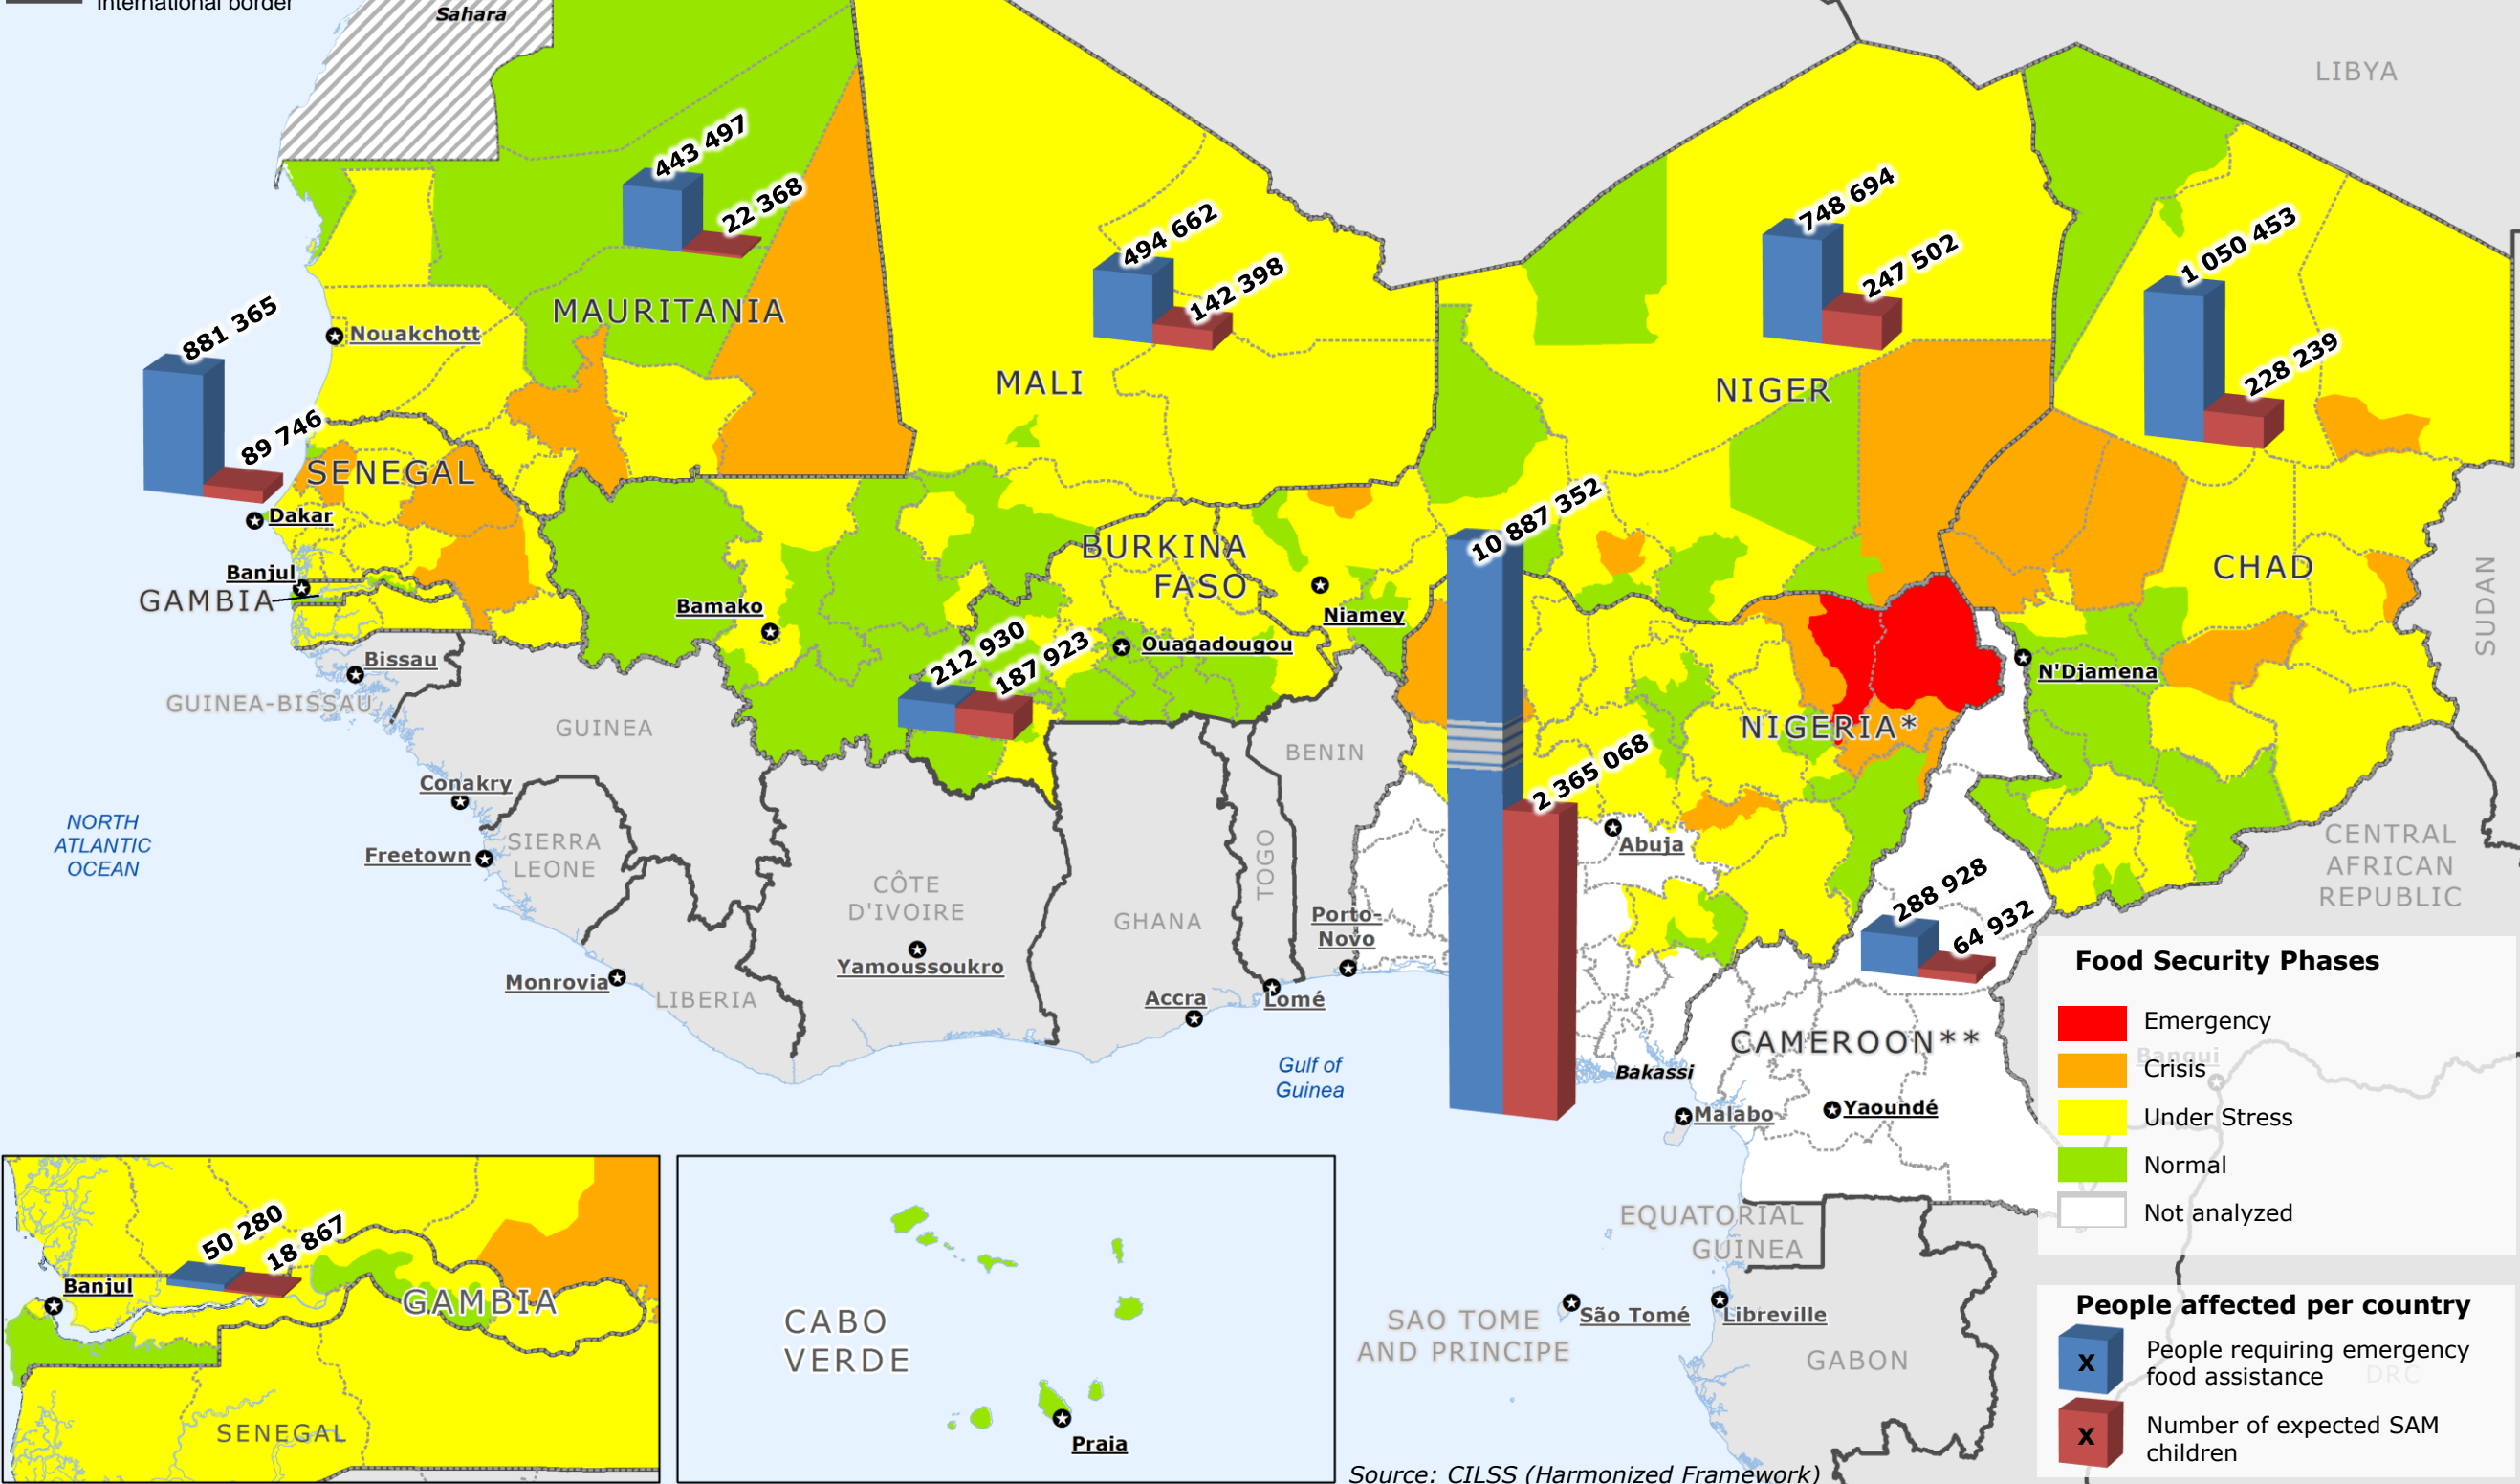 International border
Sahara
LIBYA
443 497
22 368
494 662
142 398
748 694
247 502
1 050 453
228 239
881 365
89 746
MAURITANIA
Nouakchott
MALI
NIGER
SENEGAL
Dakar
10 887 352
BURKINA
FASO
CHAD
SUDAN
Banjul
GAMBIA
Bamako
Niamey
Ouagadougou
212 930
187 923
Bissau
GUINEA-BISSAU
N'Djamena
GUINEA
BENIN
NIGERIA*
2 365 068
Conakry
NORTH
ATLANTIC
OCEAN
SIERRA
LEONE
Freetown
Abuja
CENTRAL
AFRICAN
REPUBLIC
TOGO
CÔTE
D'IVOIRE
GHANA
Porto-
Novo
288 928
64 932
Yamoussoukro
Monrovia
LIBERIA
Accra
Lomé
Gulf of
Guinea
CAMEROON**
Bakassi
Malabo
Yaoundé
Food Security Phases
Emergency
Bangui
Crisis
Under Stress
Normal
Not analyzed
50 280
18 867
Banjul
GAMBIA
SENEGAL
CABO
VERDE
Praia
EQUATORIAL
GUINEA
SAO TOME
AND PRINCIPE
São Tomé
Libreville
GABON
People affected per country
X
People requiring emergency
food assistance
DRC
X
Number of expected SAM
children
Source: CILSS (Harmonized Framework)